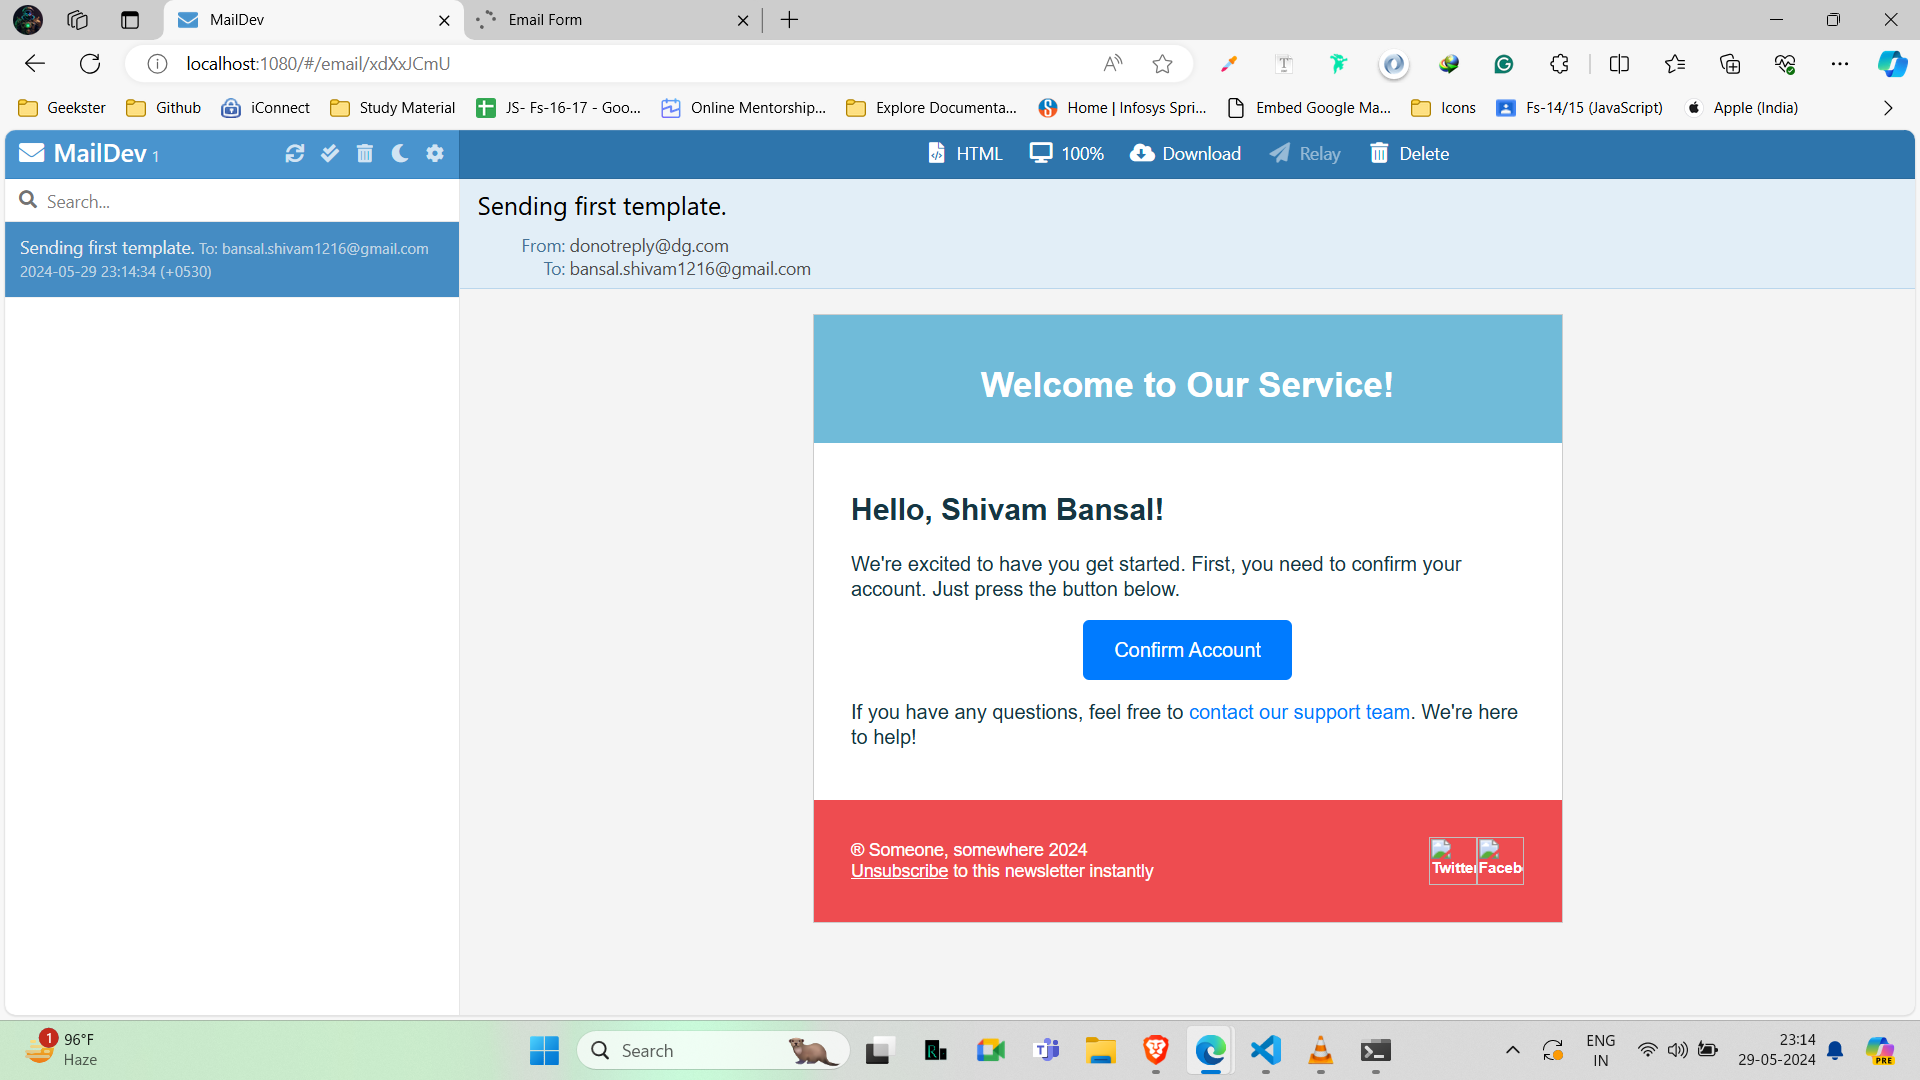 MailDev
Email Form
localhost:1080/#/email/xdXxJCmU
Geekster
Github
iConnect
Study Material
JS- Fs-16-17 - Goo...
Online Mentorship...
Explore Documenta...
Home | Infosys Spri...
Embed Google Ma...
Icons
Fs-14/15 (JavaScript)
Apple (India)
MailDev 1
HTML
100%
Download
Relay
Delete
Search...
Sending first template. To: bansal.shivam1216@gmail.com
2024-05-29 23:14:34 (+0530)
Sending first template.
From: donotreply@dg.com
To: bansal.shivam1216@gmail.com
Welcome to Our Service!
Hello, Shivam Bansal!
We're excited to have you get started. First, you need to confirm your
account. Just press the button below.
Confirm Account
If you have any questions, feel free to contact our support team. We're here
to help!
® Someone, somewhere 2024
Unsubscribe to this newsletter instantly
Twitter
Faceb
1
96°F
Haze
Search
ENG
IN
23:14
29-05-2024
PRE